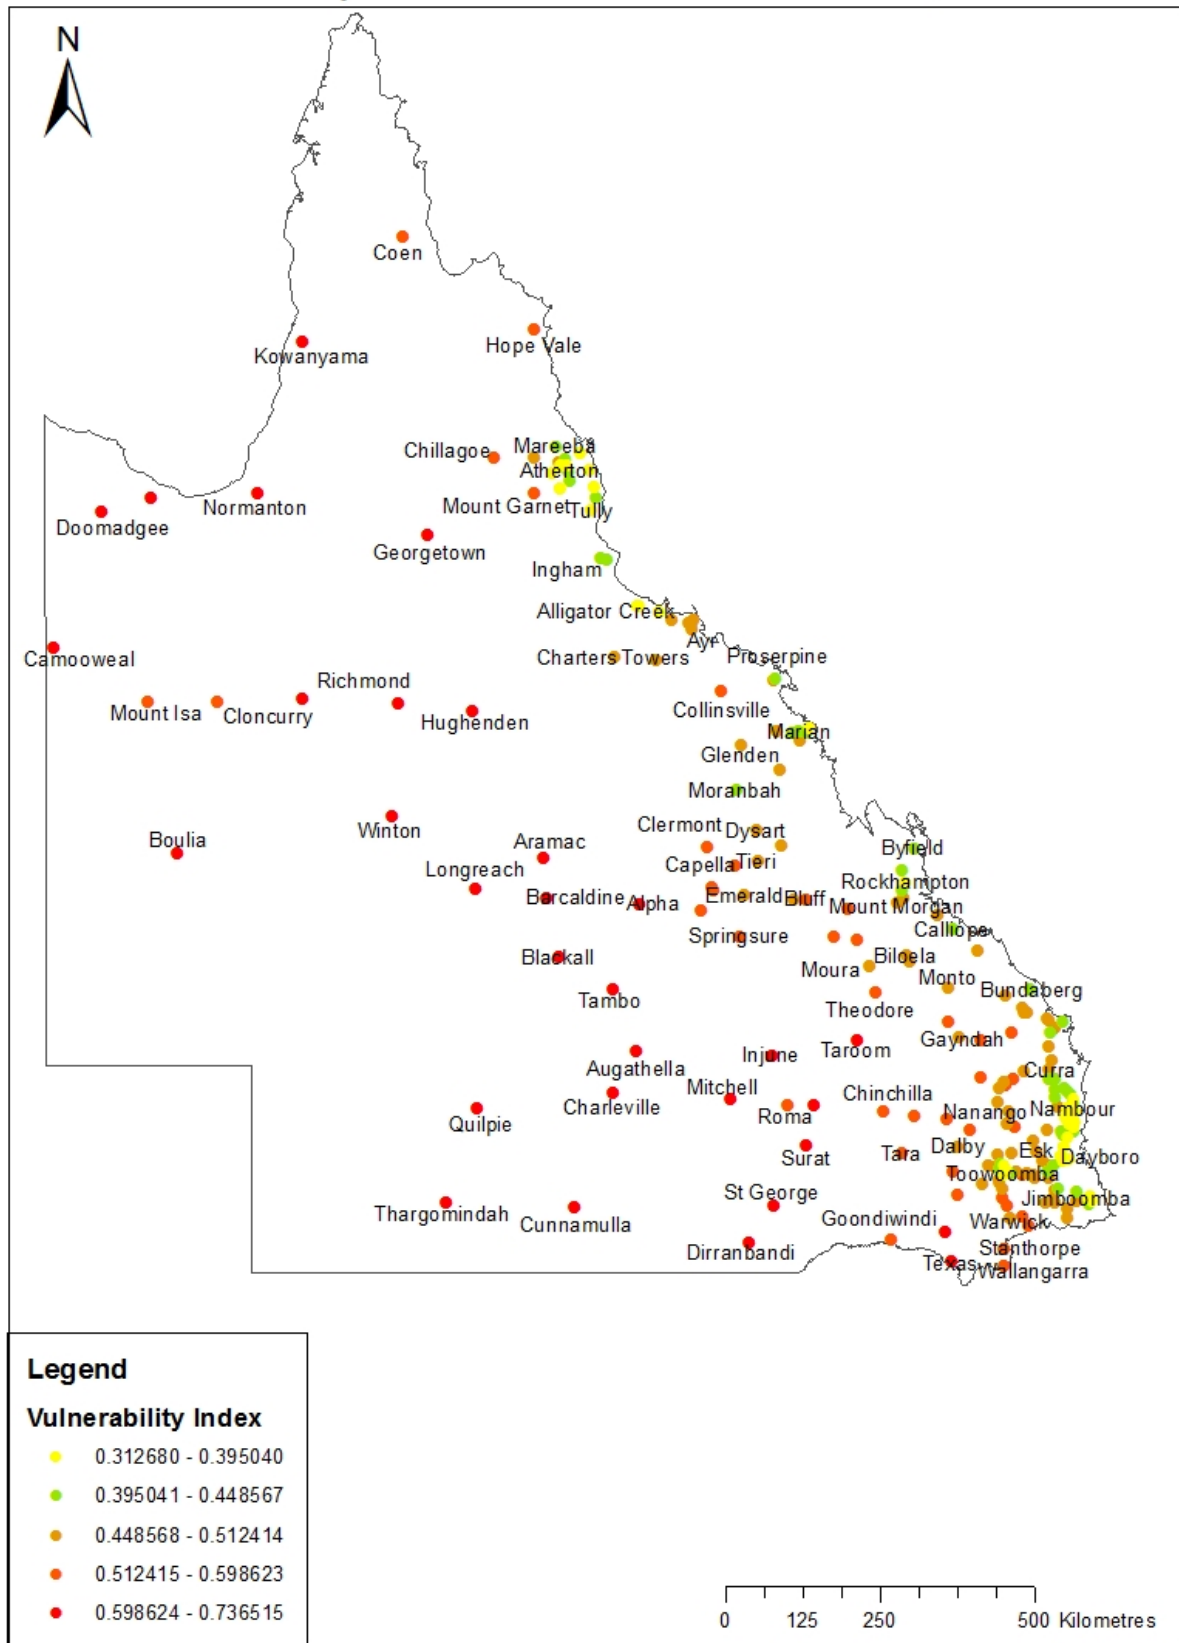 N
Coen
Hope Vale
Kowanyama
Mareeba
Chillagoe
Atherton
Mount Garnet
Tully
Normanton
Doomadgee
Georgetown
Ingham
Alligator Creek
Ayr
Charters Towers
Proserpine
Camooweal
Richmond
Mount Isa
Cloncurry
Hughenden
Collinsville
Marian
Glenden
Moranbah
Clermont
Dysart
Winton
Boulia
Aramac
Byfield
Longreach
Capella
Tieri
Rockhampton
Barcaldine
Alpha
Emerald
Bluff
Mount Morgan
Calliope
Springsure
Blackall
Biloela
Moura
Monto
Tambo
Bundaberg
Theodore
Gayndah
Injune
Taroom
Augathella
Curra
Mitchell
Chinchilla
Charleville
Roma
Nanango
Nambour
Quilpie
Dalby
Esk
Surat
Tara
Dayboro
Toowoomba
St George
Jimboomba
Thargomindah
Cunnamulla
Goondiwindi
Warwick
Dirranbandi
Stanthorpe
Texas
Wallangarra
Legend
Vulnerability Index
0.312680 - 0.395040
0.395041 - 0.448567
0.448568 - 0.512414
0.512415 - 0.598623
0.598624 - 0.736515
0 125 250 500 Kilometres